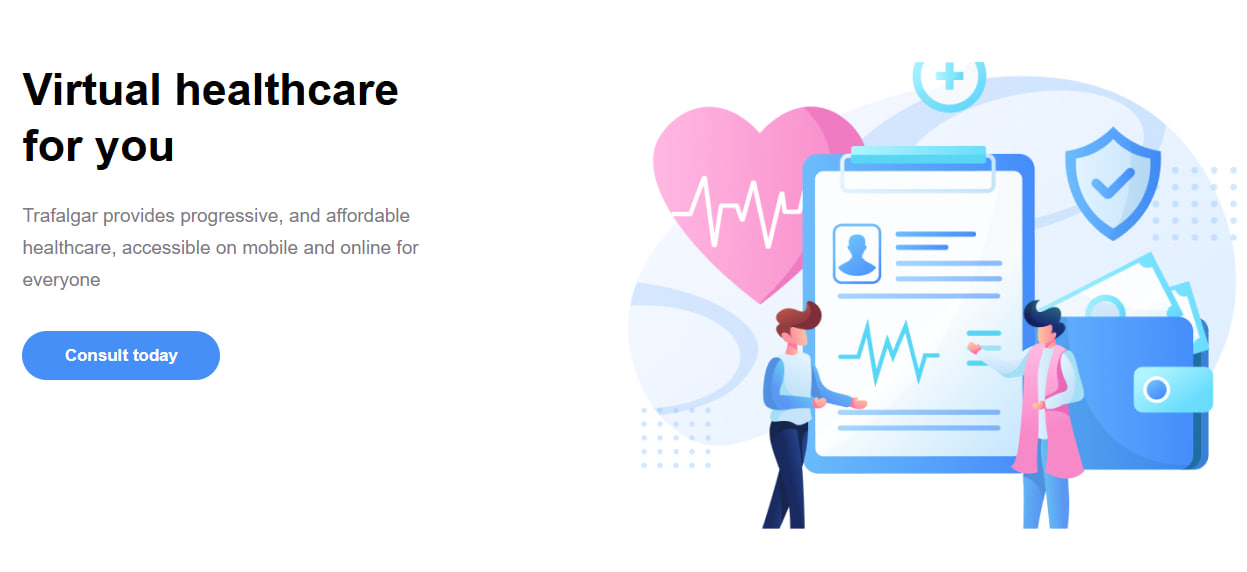 Virtual healthcare
for you
Trafalgar provides progressive, and affordable
healthcare, accessible on mobile and online for
everyone
Consult today